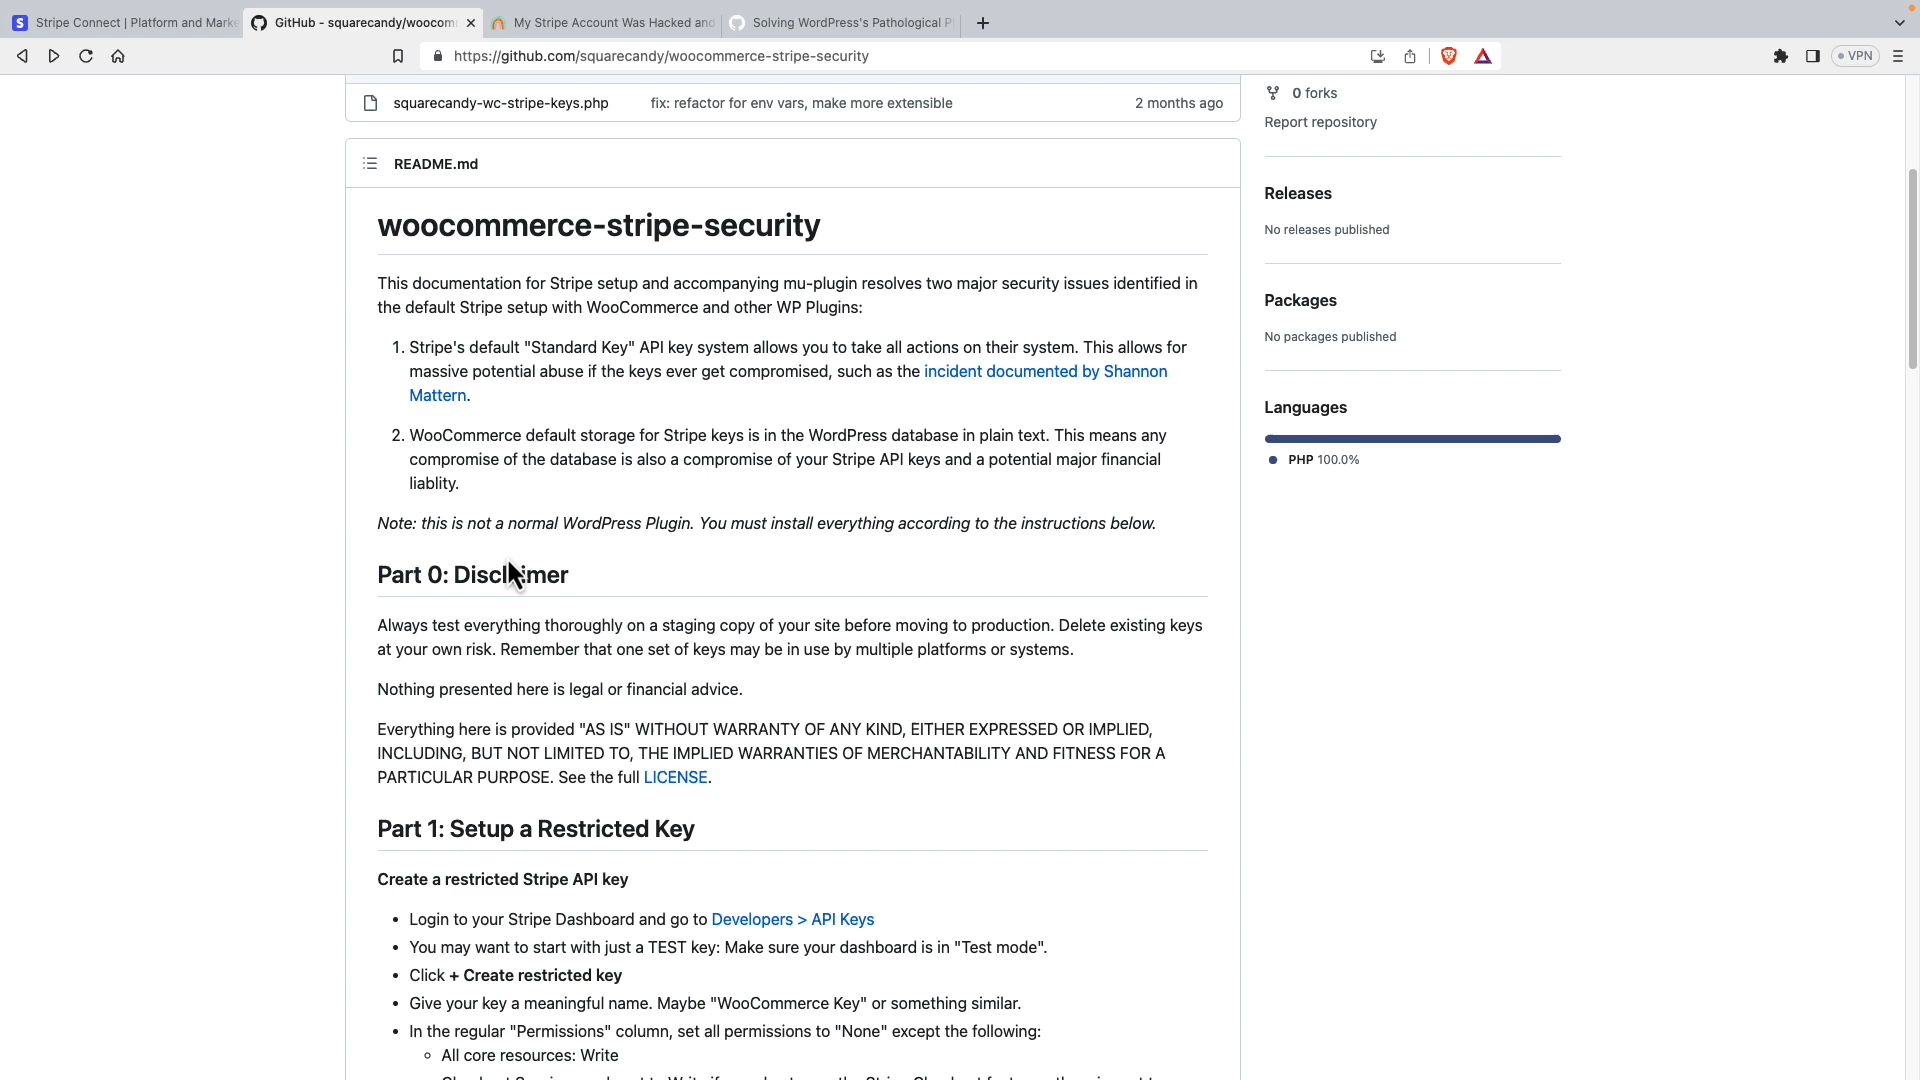 Stripe Connect | Platform and Marke
GitHub - squarecandy/woocom
My Stripe Account Was Hacked and
Solving WordPress's Pathological P
https://github.com/squarecandy/woocommerce-stripe-security
VPN
squarecandy-wc-stripe-keys.php fix: refactor for env vars, make more extensible 2 months ago
README.md
woocommerce-stripe-security
This documentation for Stripe setup and accompanying mu-plugin resolves two major security issues identified in
the default Stripe setup with WooCommerce and other WP Plugins:
1. Stripe's default "Standard Key" API key system allows you to take all actions on their system. This allows for
massive potential abuse if the keys ever get compromised, such as the incident documented by Shannon
Mattern.
2. WooCommerce default storage for Stripe keys is in the WordPress database in plain text. This means any
compromise of the database is also a compromise of your Stripe API keys and a potential major financial
liablity.
Note: this is not a normal WordPress Plugin. You must install everything according to the instructions below.
Part 0: Disclaimer
Always test everything thoroughly on a staging copy of your site before moving to production. Delete existing keys
at your own risk. Remember that one set of keys may be in use by multiple platforms or systems.
Nothing presented here is legal or financial advice.
Everything here is provided "AS IS" WITHOUT WARRANTY OF ANY KIND, EITHER EXPRESSED OR IMPLIED,
INCLUDING, BUT NOT LIMITED TO, THE IMPLIED WARRANTIES OF MERCHANTABILITY AND FITNESS FOR A
PARTICULAR PURPOSE. See the full LICENSE.
Part 1: Setup a Restricted Key
Create a restricted Stripe API key
• Login to your Stripe Dashboard and go to Developers > API Keys
• You may want to start with just a TEST key: Make sure your dashboard is in "Test mode".
• Click + Create restricted key
• Give your key a meaningful name. Maybe "WooCommerce Key" or something similar.
• In the regular "Permissions" column, set all permissions to "None" except the following:
◦ All core resources: Write
0 forks
Report repository
Releases
No releases published
Packages
No packages published
Languages
PHP 100.0%